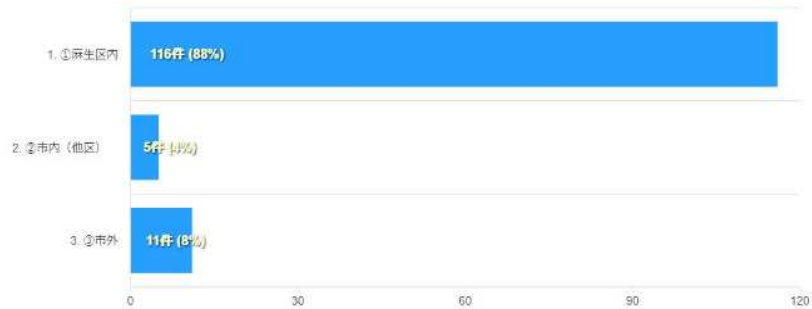 1. ①麻生区内
116件 (88%)
2. ②市内（他区）
5件 (4%)
3. ③市外
11件 (8%)
0 30 60 90 120